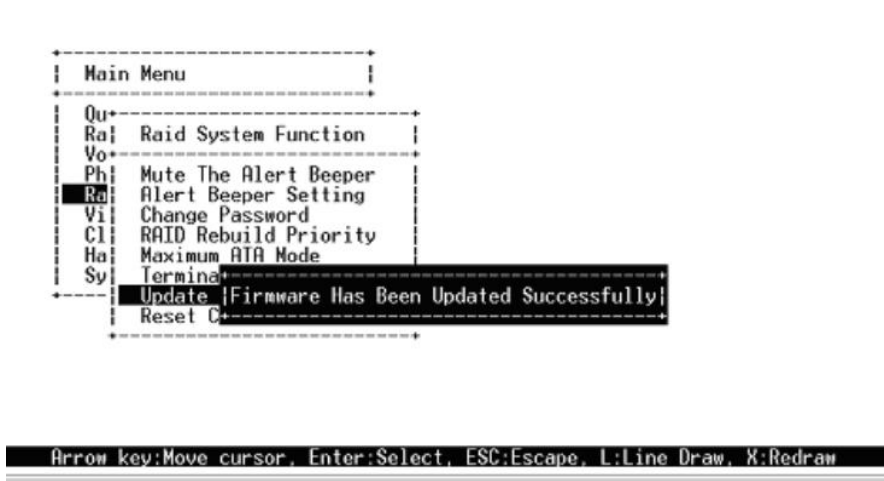 Main Menu
Qu
Ra
Raid System Function
Vo
Ph
Mute The Alert Beeper
Ra
Alert Beeper Setting
Vi
Change Password
Cl
RAID Rebuild Priority
Ha
Maximum ATA Mode
Sy
Termina
Update
Firmware Has Been Updated Successfully
Reset C
Arrow key:Move cursor, Enter:Select, ESC:Escape, L:Line Draw, X:Redraw